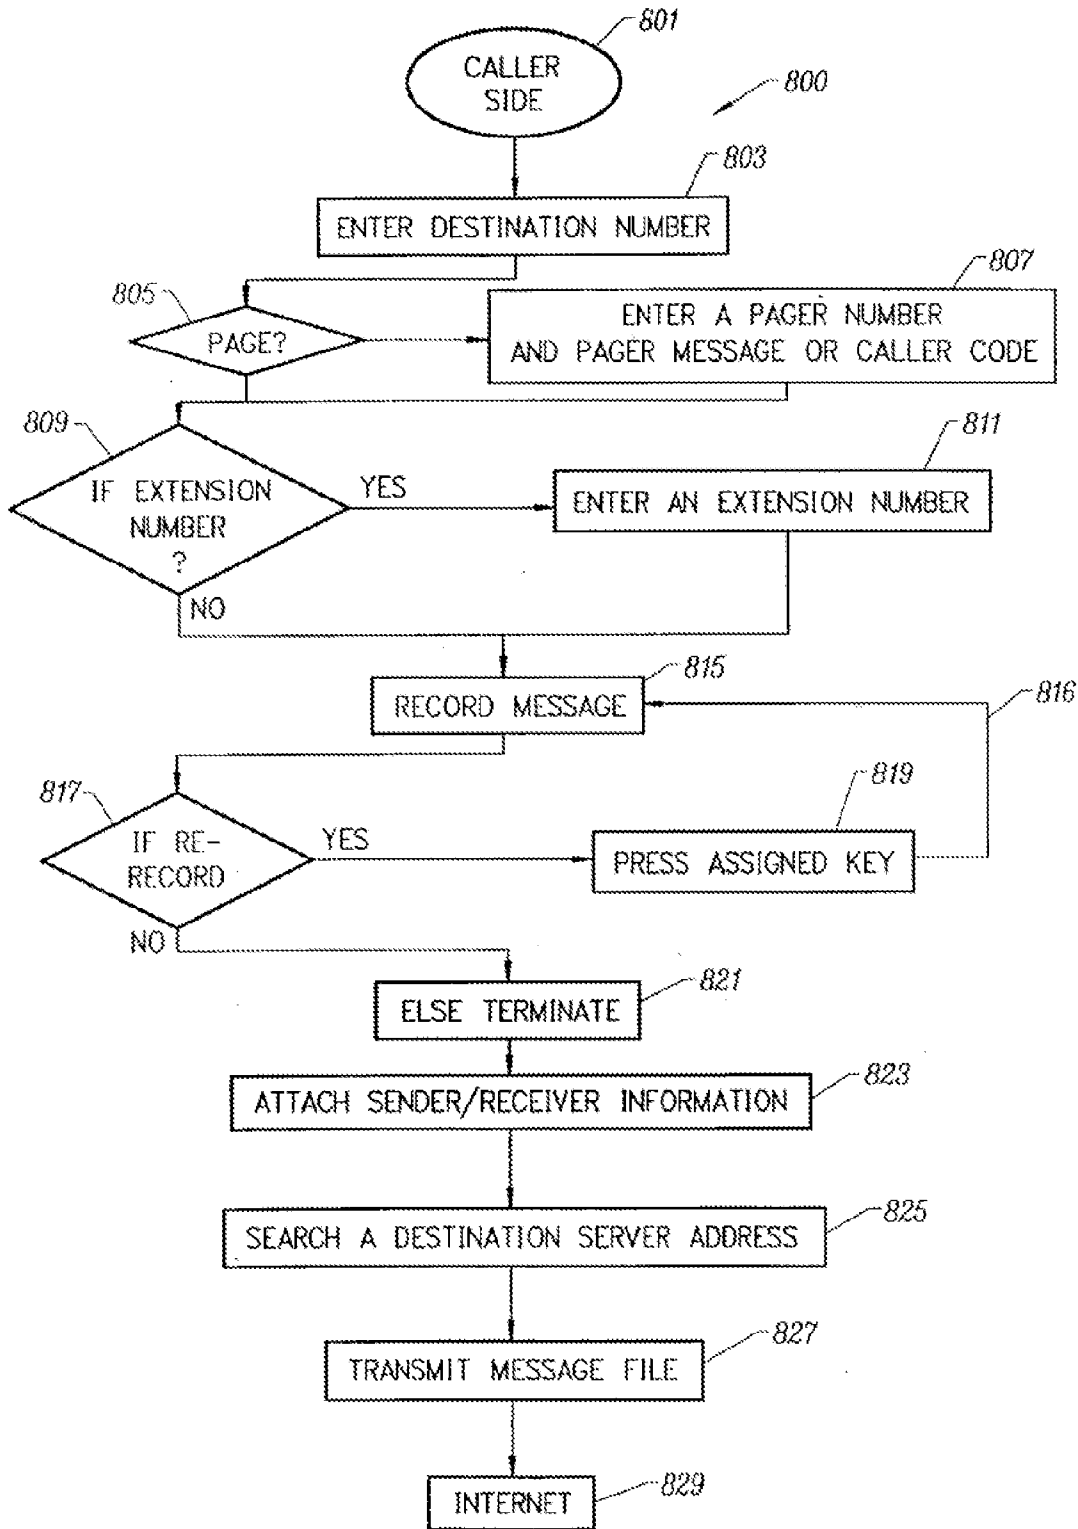 801
CALLER
SIDE
800
803
ENTER DESTINATION NUMBER
807
805
PAGE?
ENTER A PAGER NUMBER
AND PAGER MESSAGE OR CALLER CODE
809
811
IF EXTENSION
NUMBER
?
YES
ENTER AN EXTENSION NUMBER
NO
815
RECORD MESSAGE
816
817
819
IF RE-
RECORD
YES
PRESS ASSIGNED KEY
NO
821
ELSE TERMINATE
823
ATTACH SENDER/RECEIVER INFORMATION
825
SEARCH A DESTINATION SERVER ADDRESS
827
TRANSMIT MESSAGE FILE
829
INTERNET